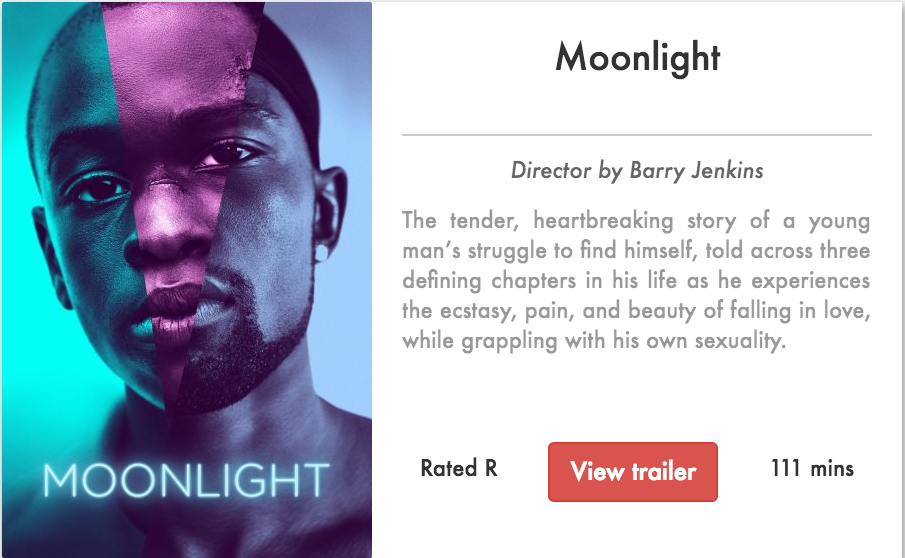 Moonlight
Director by Barry Jenkins
The tender, heartbreaking story of a young
man’s struggle to find himself, told across three
defining chapters in his life as he experiences
the ecstasy, pain, and beauty of falling in love,
while grappling with his own sexuality.
MOONLIGHT
Rated R
View trailer
111 mins